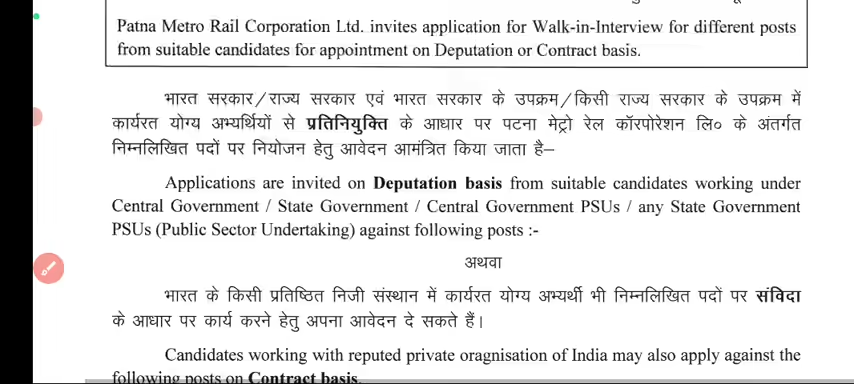 Patna Metro Rail Corporation Ltd. invites application for Walk-in-Interview for different posts
from suitable candidates for appointment on Deputation or Contract basis.
भारत सरकार/राज्य सरकार एवं भारत सरकार के उपक्रम/किसी राज्य सरकार के उपक्रम में
कार्यरत योग्य अभ्यर्थियों से प्रतिनियुक्ति के आधार पर पटना मेट्रो रेल कॉरपोरेशन लि० के अंतर्गत
निम्नलिखित पदों पर नियोजन हेतु आवेदन आमंत्रित किया जाता है–
Applications are invited on Deputation basis from suitable candidates working under
Central Government / State Government / Central Government PSUs / any State Government
PSUs (Public Sector Undertaking) against following posts :-
अथवा
भारत के किसी प्रतिष्ठित निजी संस्थान में कार्यरत योग्य अभ्यर्थी भी निम्नलिखित पदों पर संविदा
के आधार पर कार्य करने हेतु अपना आवेदन दे सकते हैं।
Candidates working with reputed private oragnisation of India may also apply against the
following posts on Contract basis.